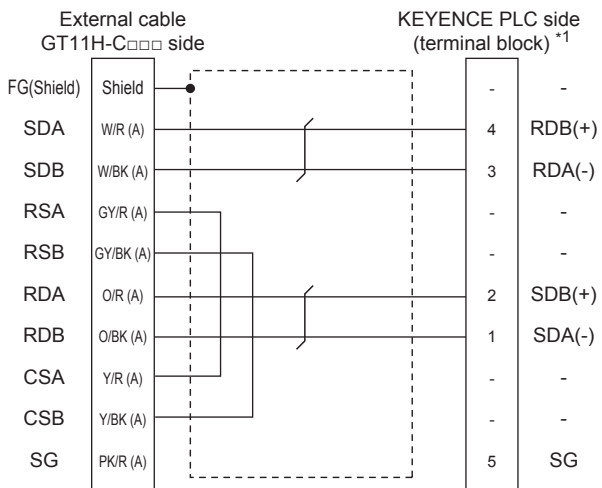 External cable
GT11H-C□□□ side
KEYENCE PLC side
(terminal block) *1
FG(Shield) Shield - -
SDA W/R (A) 4 RDB(+)
SDB W/BK (A) 3 RDA(-)
RSA GY/R (A) - -
RSB GY/BK (A) - -
RDA O/R (A) 2 SDB(+)
RDB O/BK (A) 1 SDA(-)
CSA Y/R (A) - -
CSB Y/BK (A) - -
SG PK/R (A) 5 SG